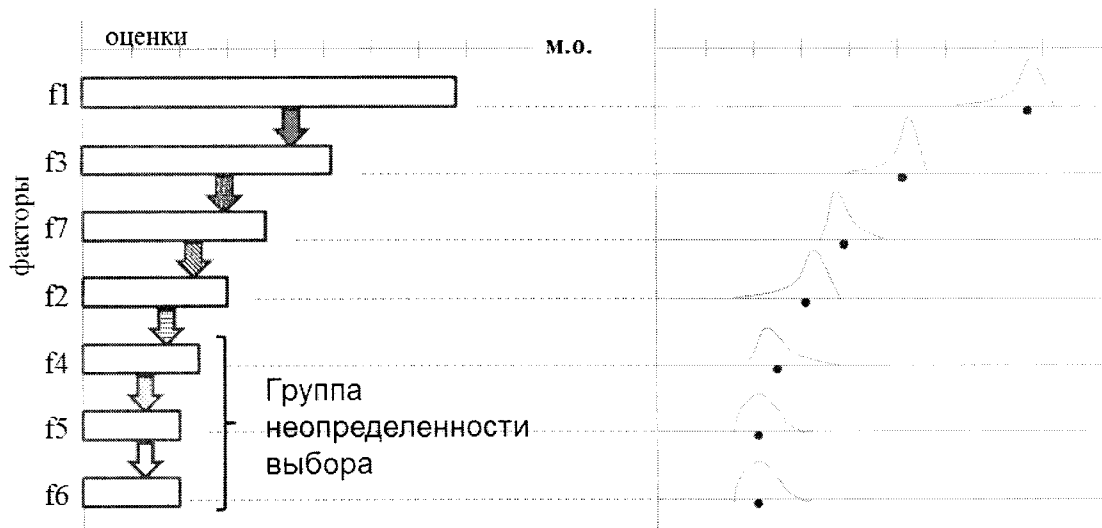 оценки
м.о.
факторы
f1
f3
f7
f2
f4
f5
f6
Группа
неопределенности
выбора